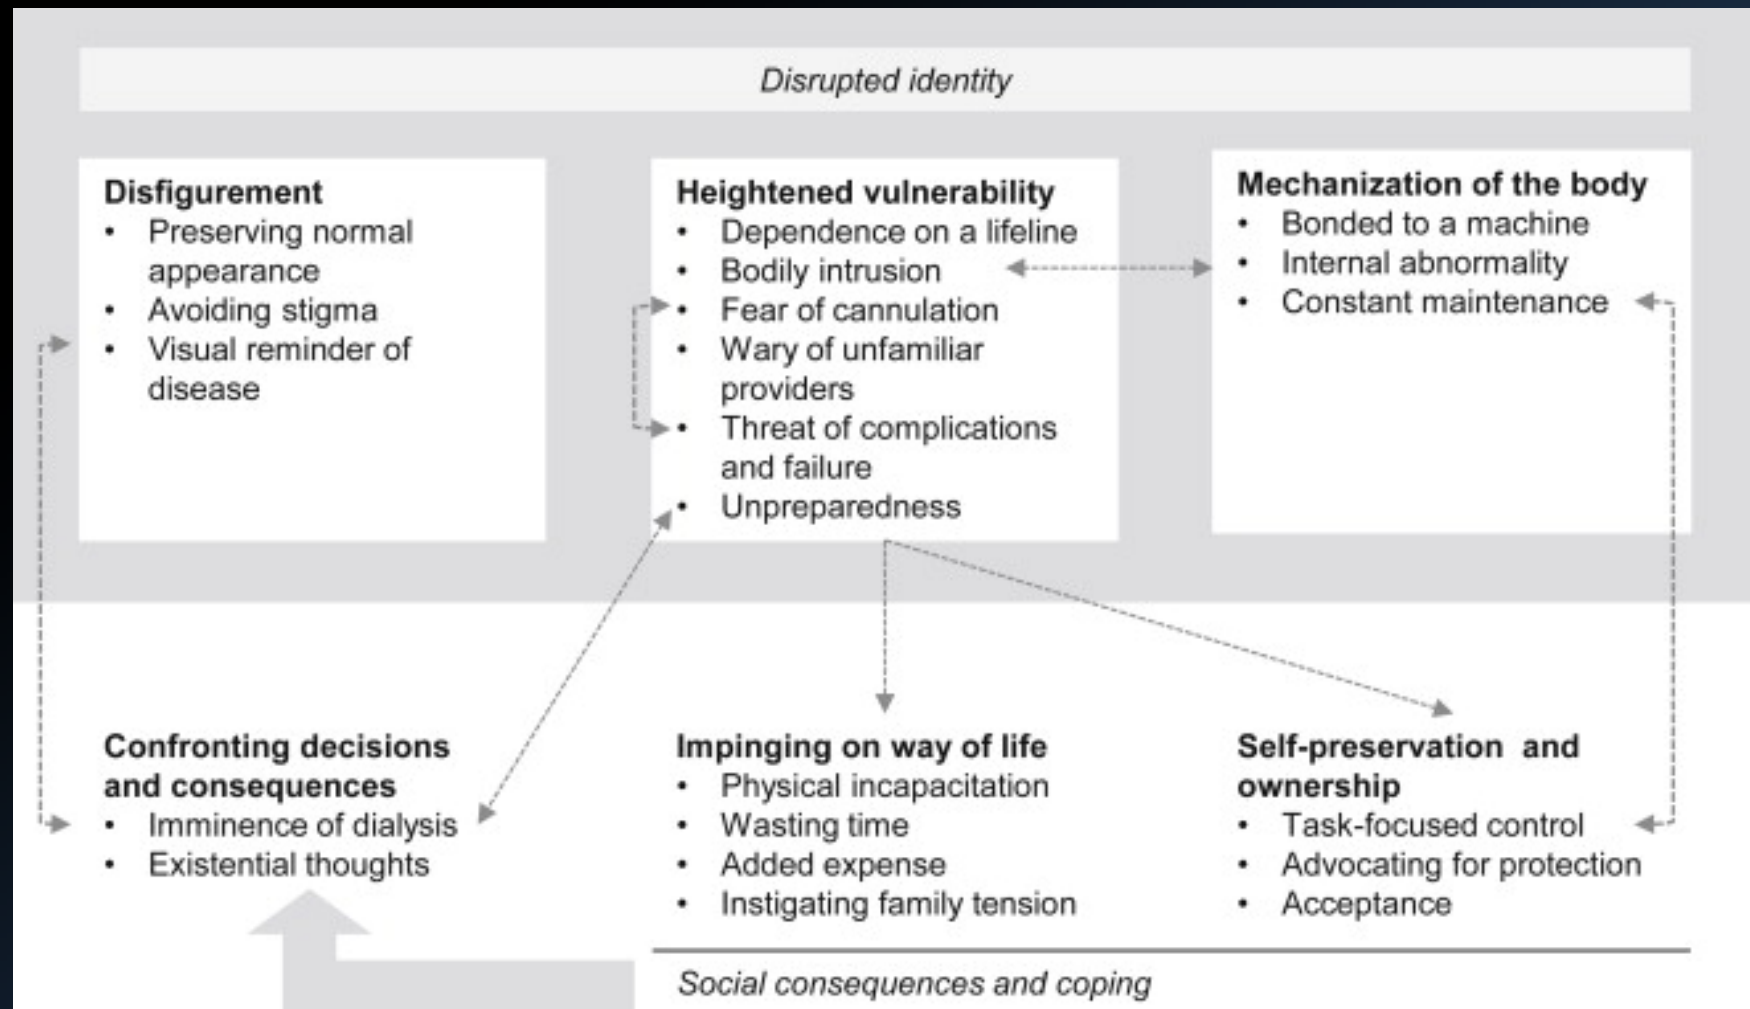 Disrupted identity
Disfigurement
• Preserving normal
appearance
• Avoiding stigma
• Visual reminder of
disease
Heightened vulnerability
• Dependence on a lifeline
• Bodily intrusion
• Fear of cannulation
• Wary of unfamiliar
providers
• Threat of complications
and failure
• Unpreparedness
Mechanization of the body
• Bonded to a machine
• Internal abnormality
• Constant maintenance
Confronting decisions
and consequences
• Imminence of dialysis
• Existential thoughts
Impinging on way of life
• Physical incapacitation
• Wasting time
• Added expense
• Instigating family tension
Self-preservation and
ownership
• Task-focused control
• Advocating for protection
• Acceptance
Social consequences and coping